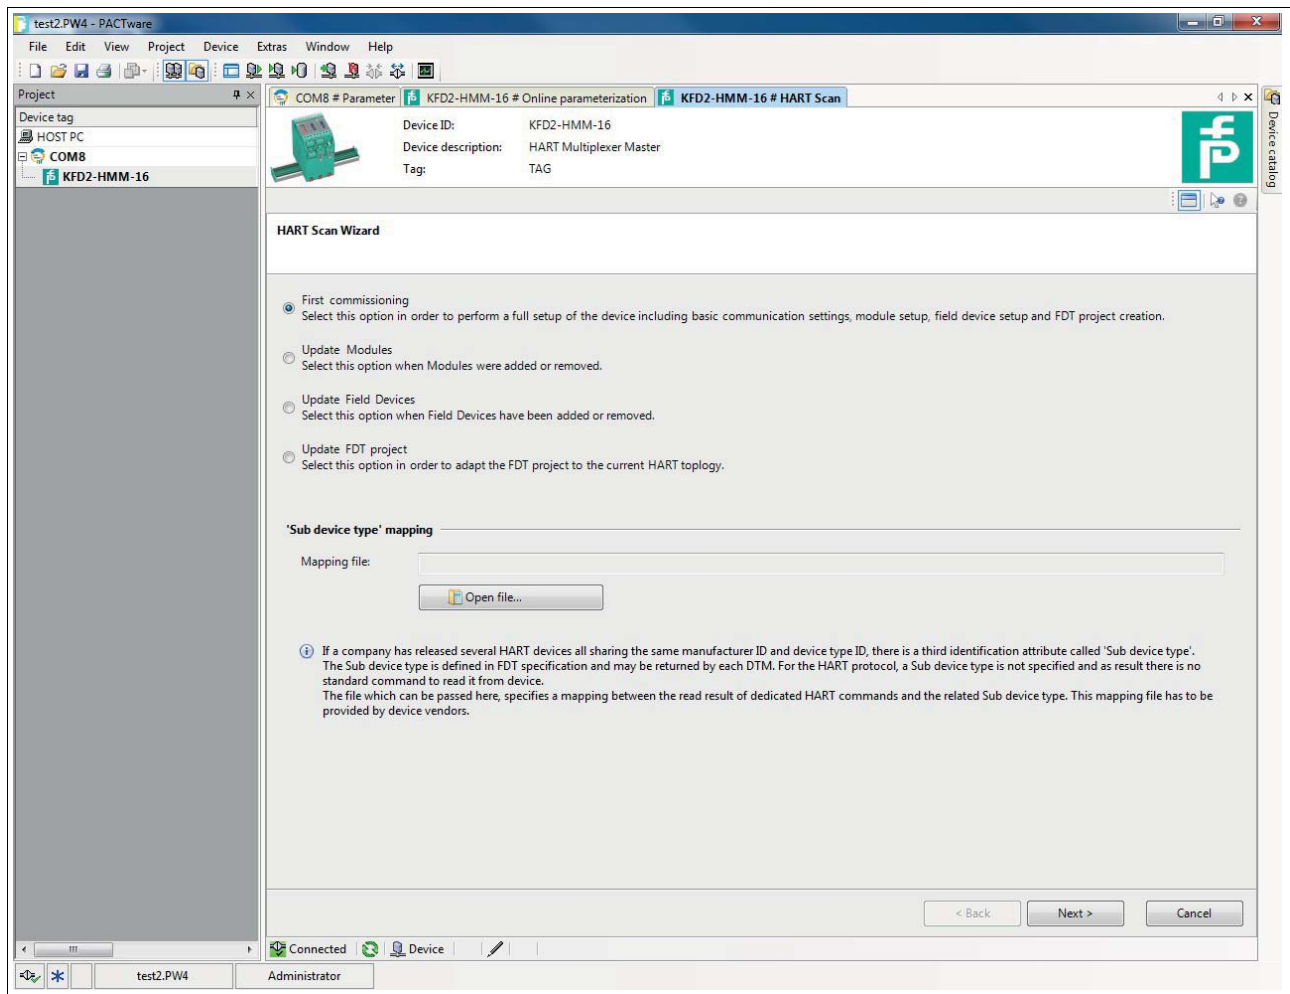 test2.PW4 - PACTware
File Edit View Project Device Extras Window Help
Project
Device tag
HOST PC
COM8
KFD2-HMM-16
COM8 # Parameter KFD2-HMM-16 # Online parameterization KFD2-HMM-16 # HART Scan
Device ID: KFD2-HMM-16
Device description: HART Multiplexer Master
Tag: TAG
Device catalog
HART Scan Wizard
First commissioning
Select this option in order to perform a full setup of the device including basic communication settings, module setup, field device setup and FDT project creation.
Update Modules
Select this option when Modules were added or removed.
Update Field Devices
Select this option when Field Devices have been added or removed.
Update FDT project
Select this option in order to adapt the FDT project to the current HART toplogy.
'Sub device type' mapping
Mapping file:
Open file...
If a company has released several HART devices all sharing the same manufacturer ID and device type ID, there is a third identification attribute called 'Sub device type'.
The Sub device type is defined in FDT specification and may be returned by each DTM. For the HART protocol, a Sub device type is not specified and as result there is no
standard command to read it from device.
The file which can be passed here, specifies a mapping between the read result of dedicated HART commands and the related Sub device type. This mapping file has to be
provided by device vendors.
< Back Next > Cancel
Connected Device
test2.PW4 Administrator